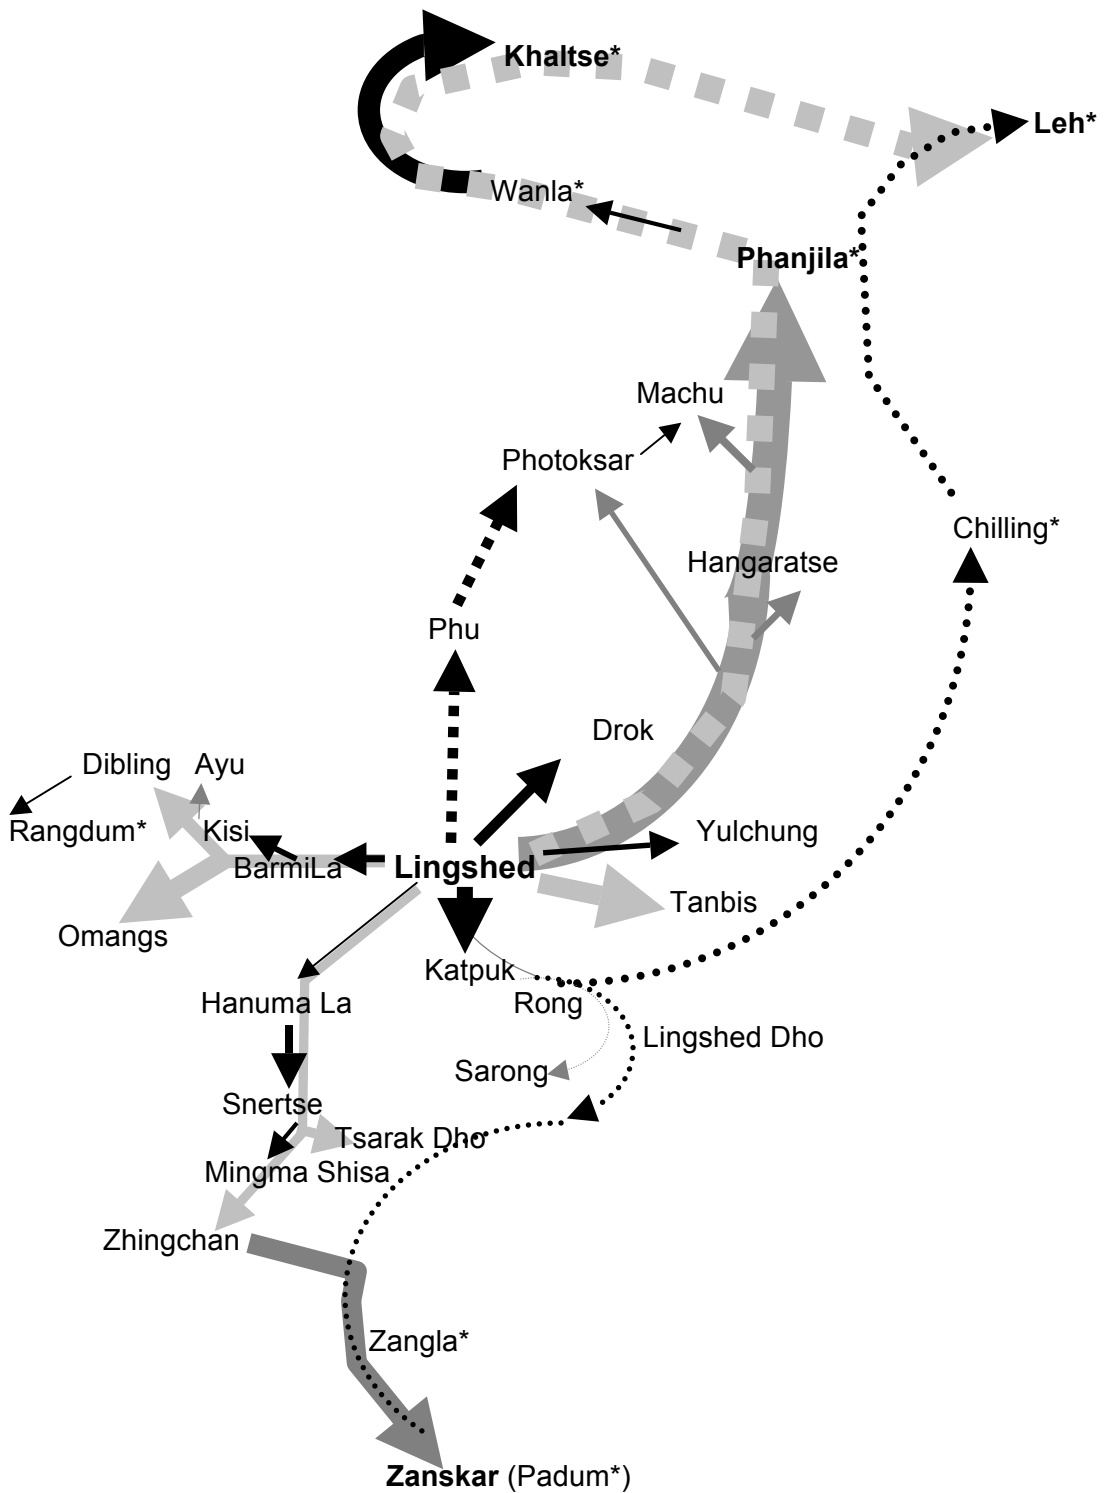 Khaltse*
Leh*
Wanla*
Phanjila*
Machu
Photoksar
Chilling*
Hangaratse
Phu
Drok
Dibling
Ayu
Rangdum*
Kisi
Yulchung
BarmiLa
Lingshed
Tanbis
Omangs
Katpuk
Hanuma La
Rong
Lingshed Dho
Sarong
Snertse
Tsarak Dho
Mingma Shisa
Zhingchan
Zangla*
Zanskar (Padum*)